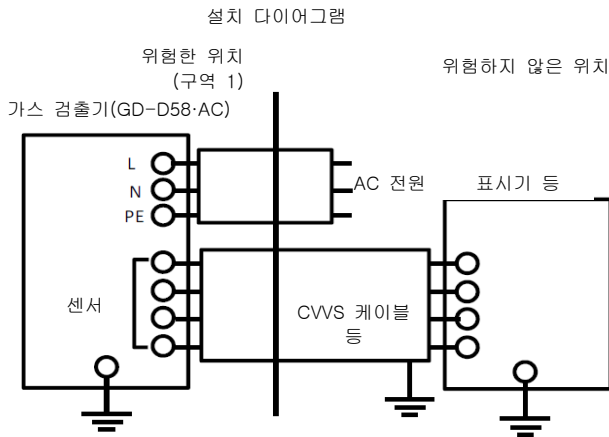 설치 다이어그램
위험한 위치
(구역 1)
위험하지 않은 위치
가스 검출기(GD-D58·AC)
L
N
PE
AC 전원
표시기 등
센서
CVVS 케이블
등